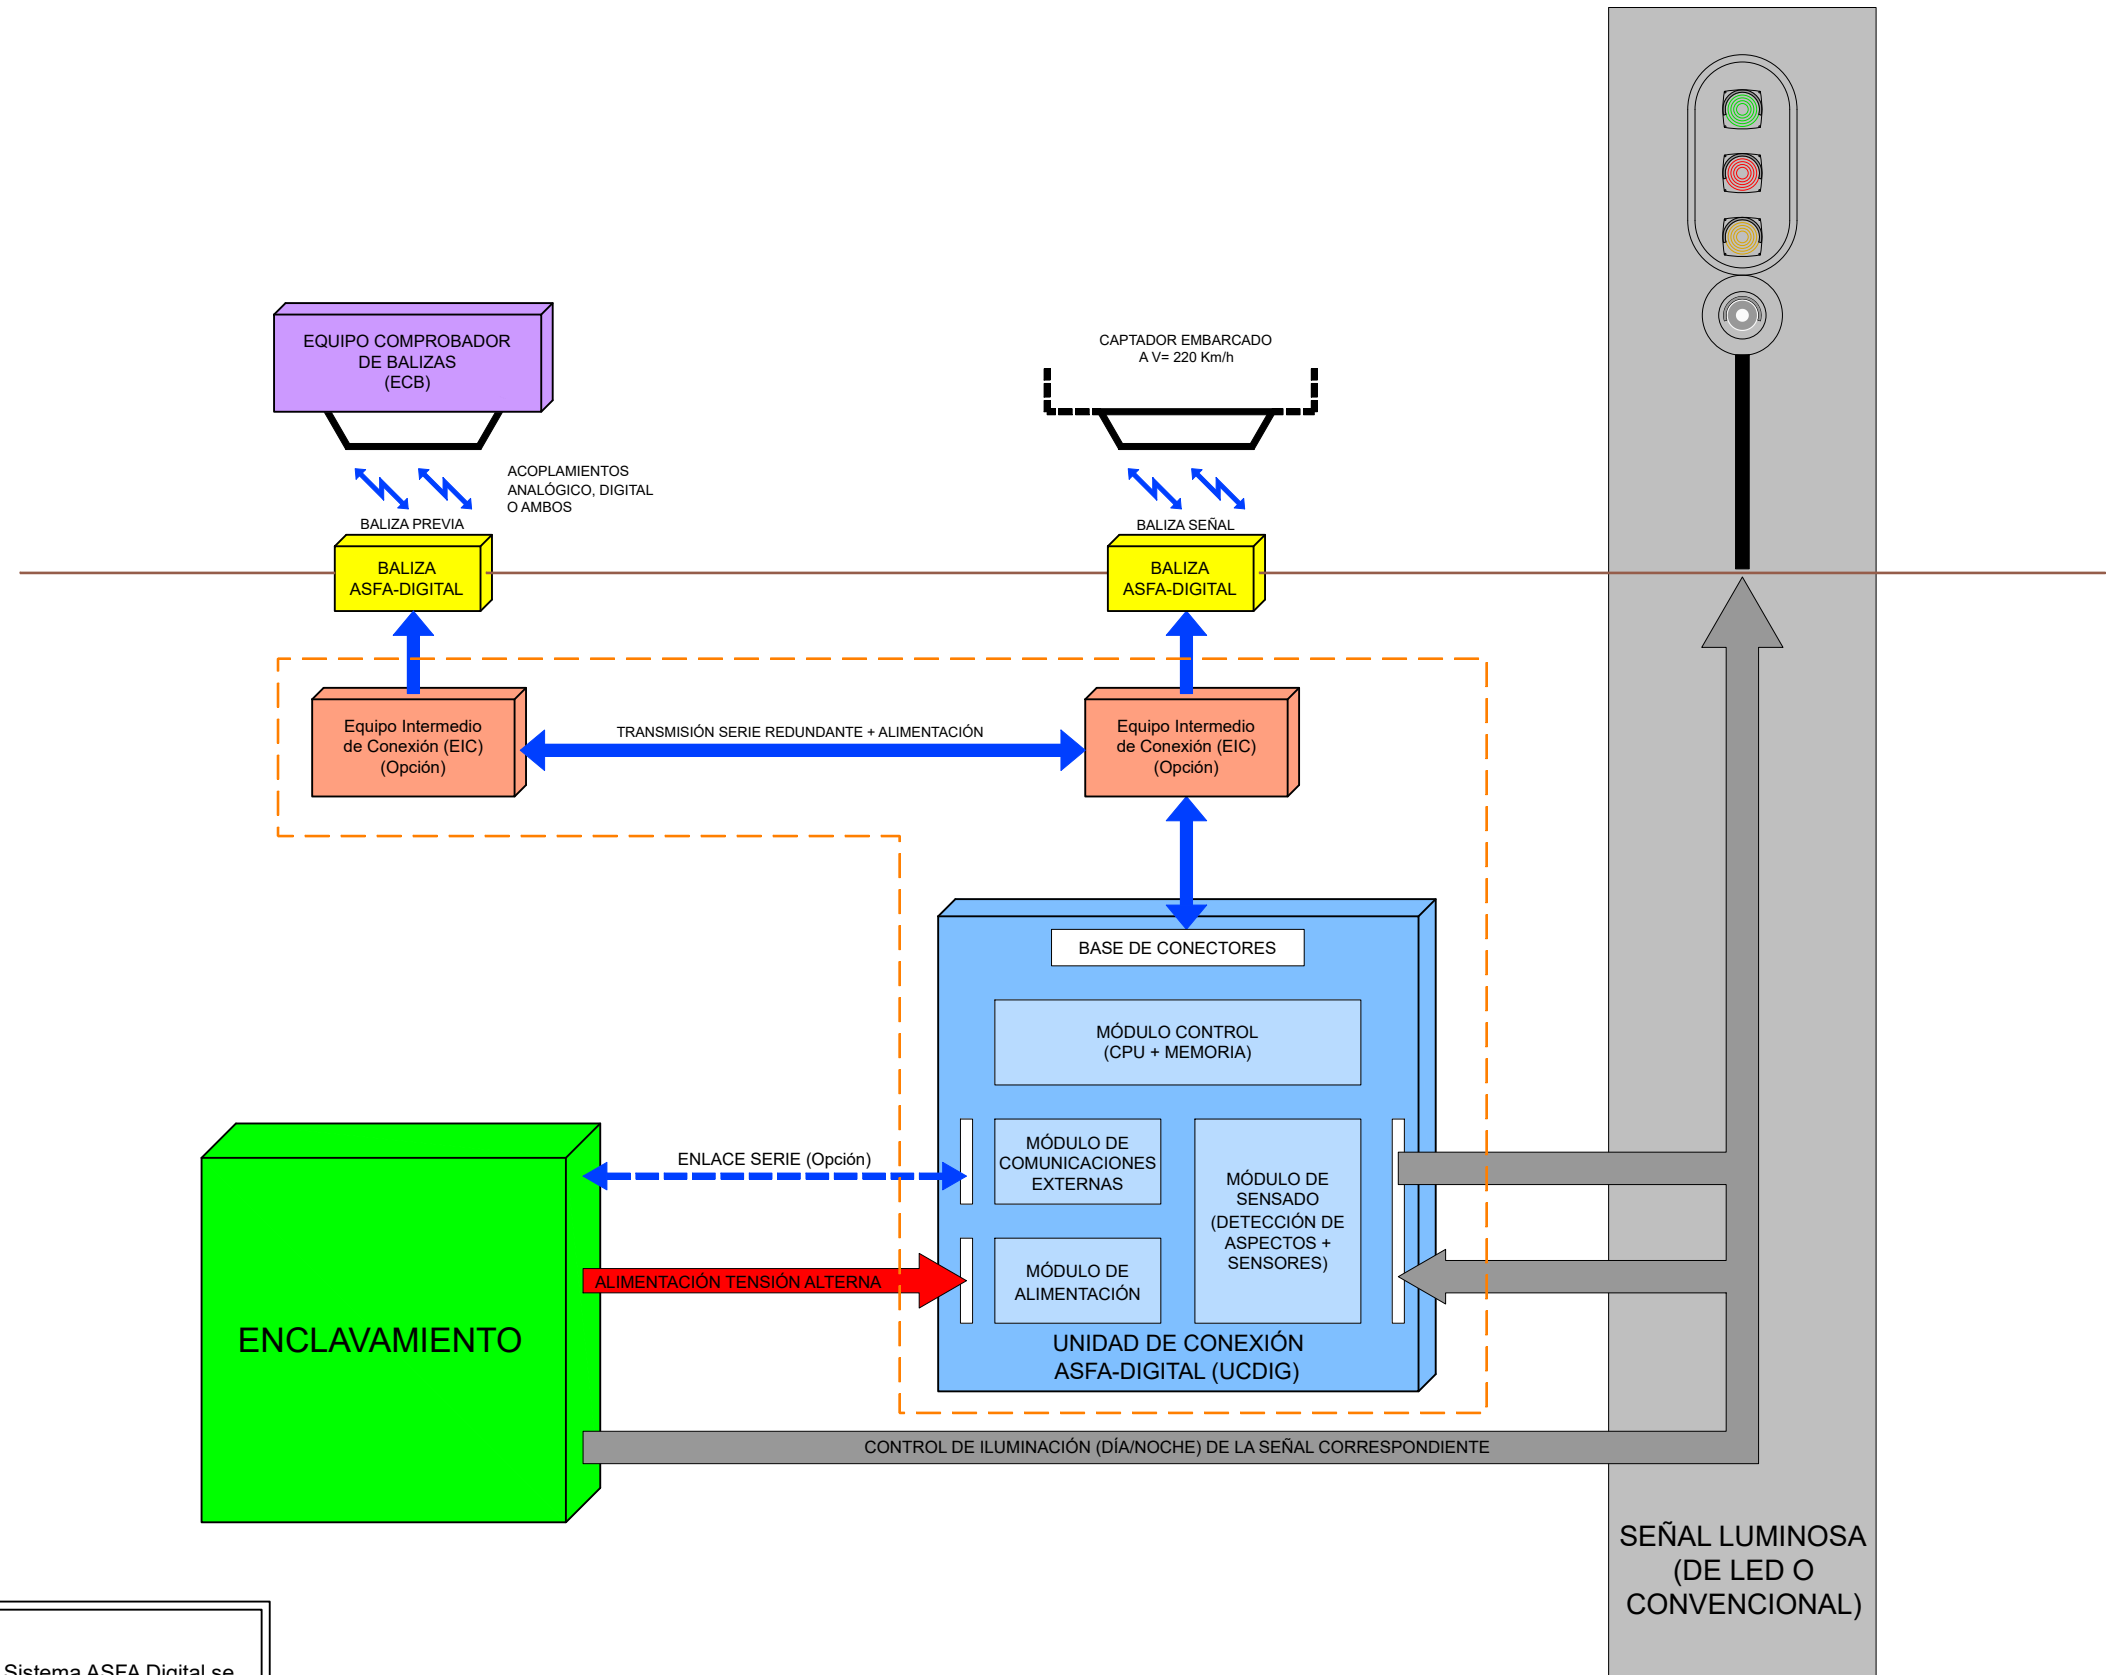 EQUIPO COMPROBADOR
DE BALIZAS
(ECB)
CAPTADOR EMBARCADO
A V= 220 Km/h
ACOPLAMIENTOS
ANALÓGICO, DIGITAL
O AMBOS
BALIZA PREVIA
BALIZA SEÑAL
BALIZA
ASFA-DIGITAL
BALIZA
ASFA-DIGITAL
Equipo Intermedio
de Conexión (EIC)
(Opción)
TRANSMISIÓN SERIE REDUNDANTE + ALIMENTACIÓN
Equipo Intermedio
de Conexión (EIC)
(Opción)
BASE DE CONECTORES
MÓDULO CONTROL
(CPU + MEMORIA)
ENLACE SERIE (Opción)
MÓDULO DE
COMUNICACIONES
EXTERNAS
MÓDULO DE
SENSADO
(DETECCIÓN DE
ASPECTOS +
SENSORES)
ALIMENTACIÓN TENSIÓN ALTERNA
MÓDULO DE
ALIMENTACIÓN
ENCLAVAMIENTO
UNIDAD DE CONEXIÓN
ASFA-DIGITAL (UCDIG)
CONTROL DE ILUMINACIÓN (DÍA/NOCHE) DE LA SEÑAL CORRESPONDIENTE
SEÑAL LUMINOSA
(DE LED O
CONVENCIONAL)
Sistema ASFA Digital se